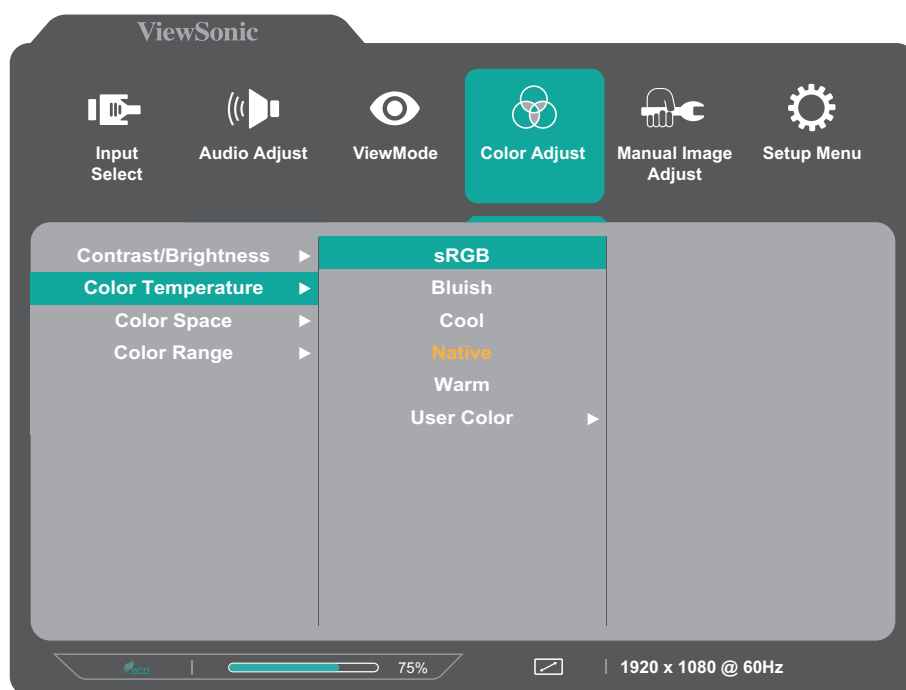 ViewSonic
Input Select
Audio Adjust
ViewMode
Color Adjust
Manual Image Adjust
Setup Menu
Contrast/Brightness
Color Temperature
Color Space
Color Range
sRGB
Bluish
Cool
Native
Warm
User Color
eco
75%
1920 x 1080 @ 60Hz